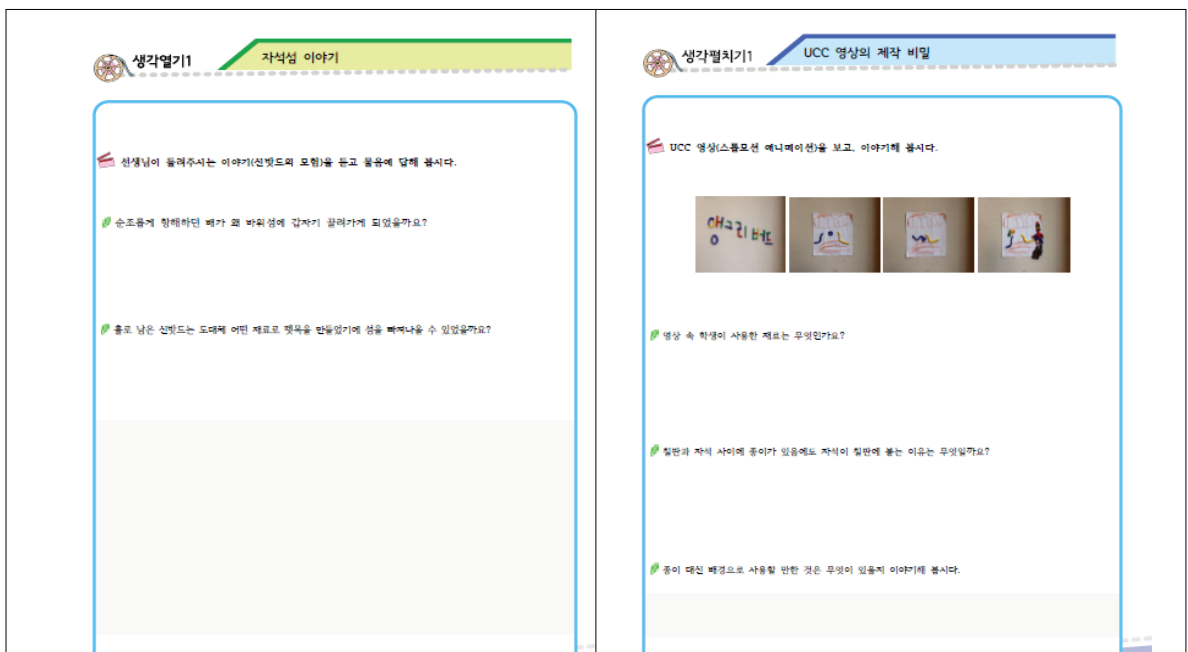 생각열기1
자석섬 이야기
선생님이 들려주시는 이야기(신밧드의 모험)을 듣고 물음에 답해 봅시다.
순조롭게 항해하던 배가 왜 바위섬에 갑자기 끌려가게 되었을까요?
홀로 남은 신밧드는 도대체 어떤 재료로 뗏목을 만들었기에 섬을 빠져나올 수 있었을까요?
생각펼치기1
UCC 영상의 제작 비밀
UCC 영상(스톱모션 애니메이션)을 보고, 이야기해 봅시다.
앵그리버드
영상 속 학생이 사용한 재료는 무엇인가요?
칠판과 자석 사이에 종이가 있음에도 자석이 칠판에 붙는 이유는 무엇일까요?
종이 대신 배경으로 사용할 만한 것은 무엇이 있을지 이야기해 봅시다.